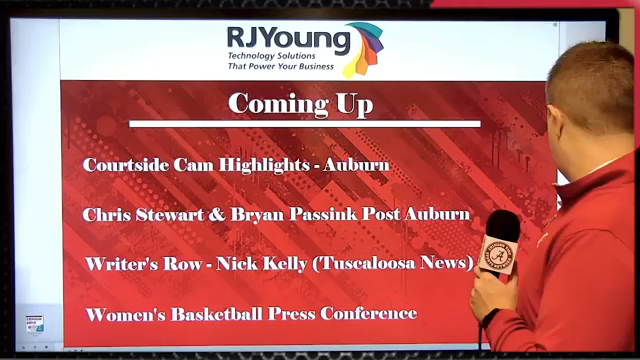 RJYoung
Technology Solutions
That Power Your Business
Coming Up
Courtside Cam Highlights - Auburn
Chris Stewart & Bryan Passink Post Auburn
Writer's Row - Nick Kelly (Tuscaloosa News)
Women's Basketball Press Conference
A